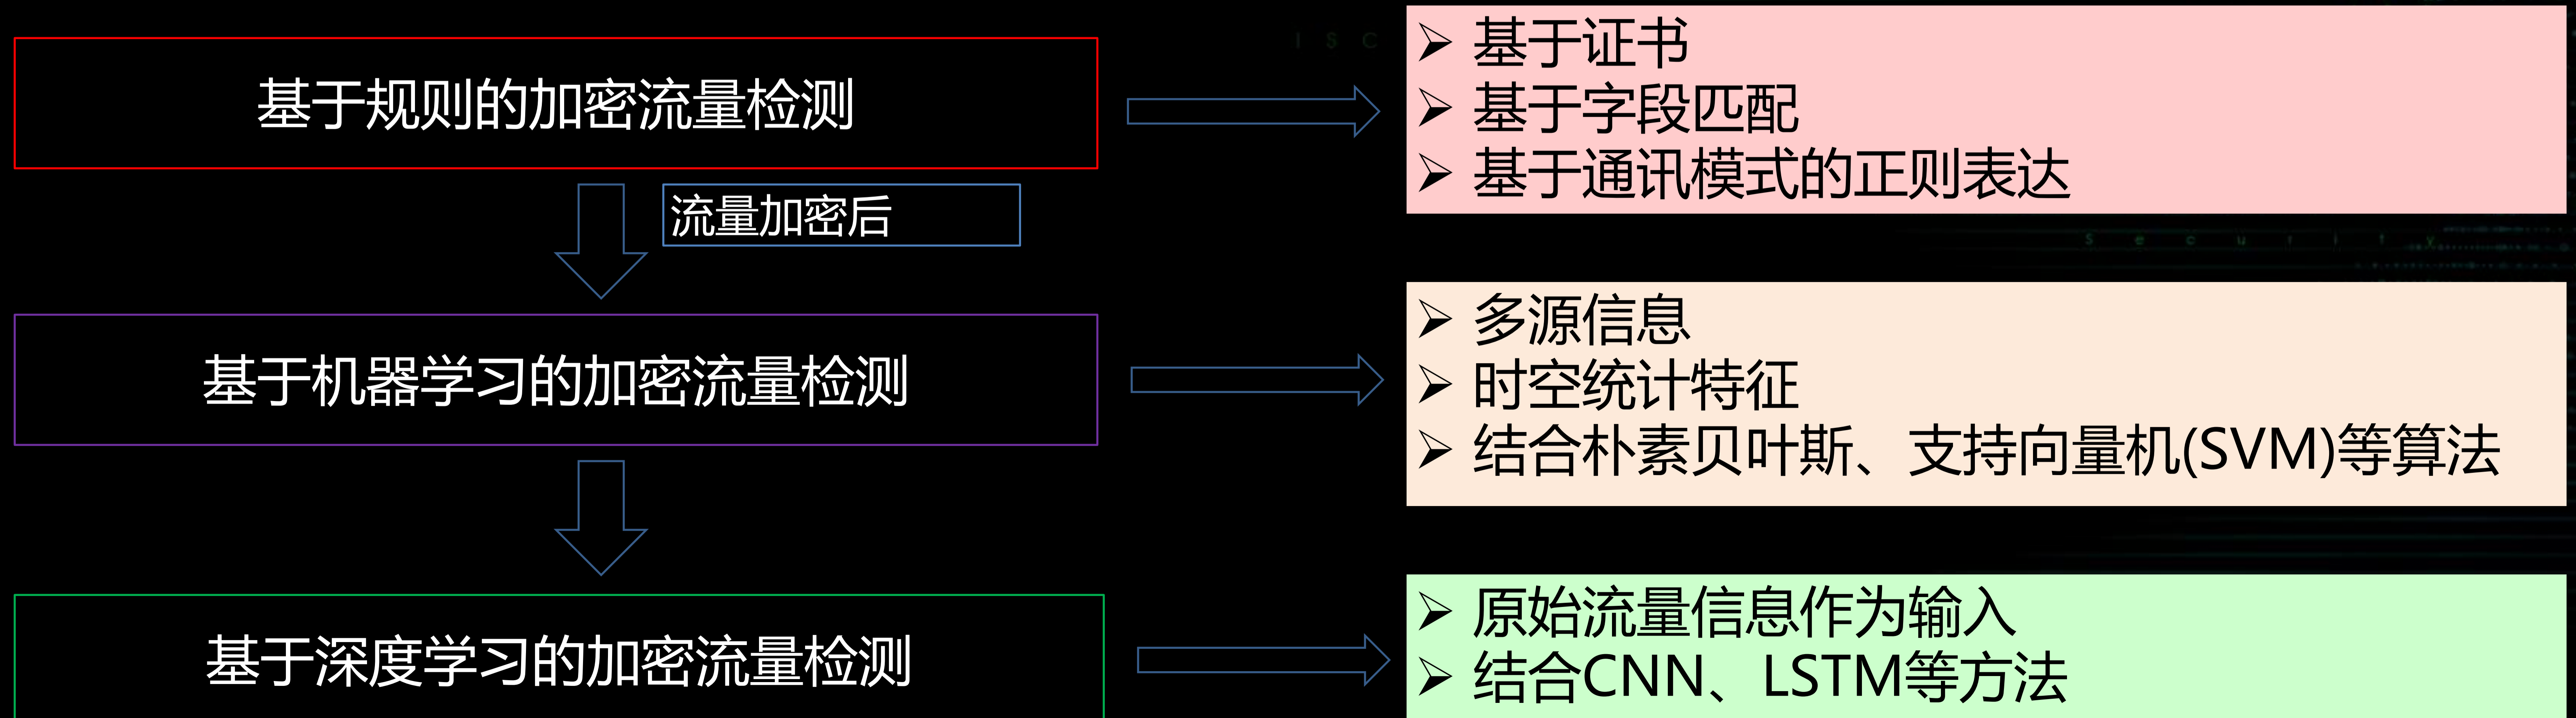 I S C
基于规则的加密流量检测
基于证书
基于字段匹配
基于通讯模式的正则表达
流量加密后
s e c u r i t y
基于机器学习的加密流量检测
多源信息
时空统计特征
结合朴素贝叶斯、支持向量机(SVM)等算法
基于深度学习的加密流量检测
原始流量信息作为输入
结合CNN、LSTM等方法